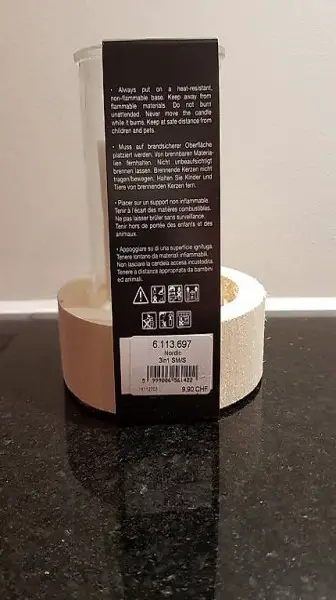 • Always put on a heat-resistant,
non-flammable base. Keep away from
flammable materials. Do not burn
unattended. Never move the candle
while it burns. Keep at safe distance from
children and pets.
• Muss auf brandsicherer Oberfläche
platziert werden. Von brennbaren Materia
lien fernhalten. Nicht unbeaufsichtigt
brennen lassen. Brennende Kerzen nicht
tragen/bewegen. Halten Sie Kinder und
Tiere von brennenden Kerzen fern.
• Placer sur un support non inflammable.
Tenir à l'écart des matières combustibles.
Ne pas laisser brûler sans surveillance.
Tenir hors de portée des enfants et des
animaux.
• Appoggiare su di una superficie ignifuga.
Tenere lontano da materiali infiammabili.
Non lasciare la candela accesa incustodita.
Tenere a distanza appropriata da bambini
ed animali.
6.113.697
Nordic
3in1 SM/S
9.90 CHF